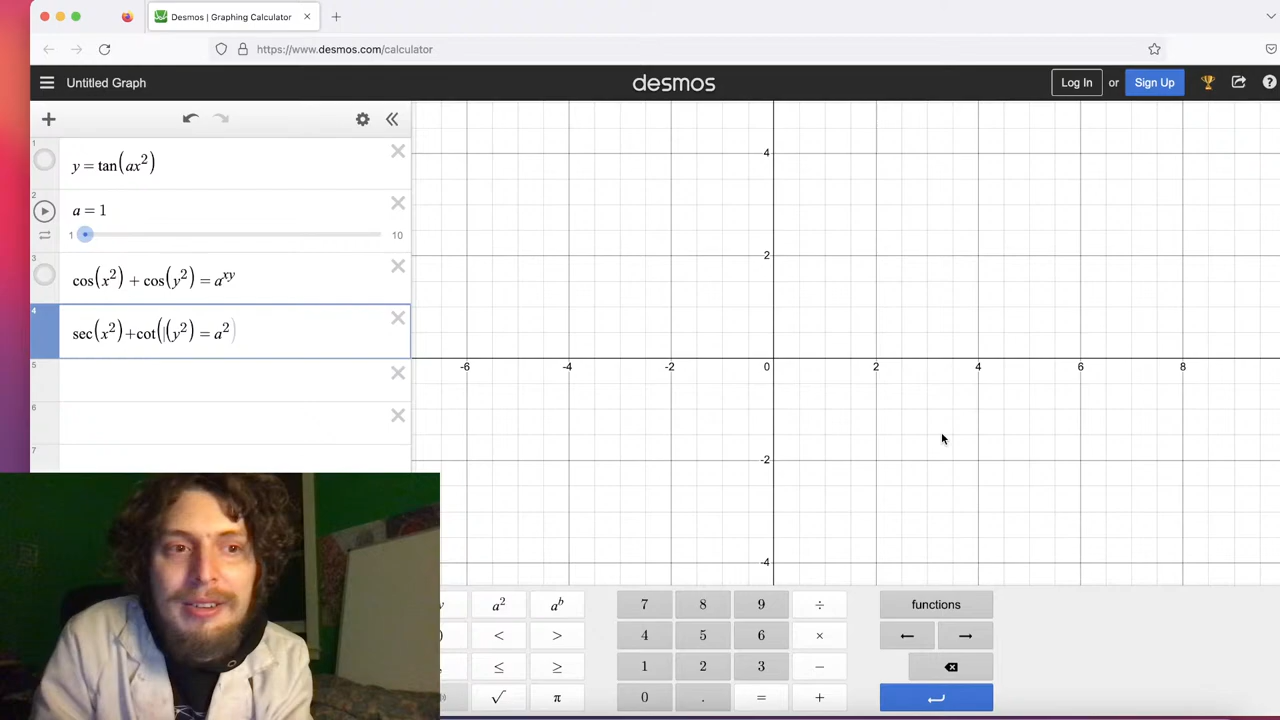 Desmos | Graphing Calculator
https://www.desmos.com/calculator
Untitled Graph
desmos
Log In or Sign Up
?
1
y = tan(ax²)
2
a = 1
1 10
3
cos(x²) + cos(y²) = a^xy
4
sec(x²)+cot((y²) = a²)
5
6
7
4
2
-6 -4 -2 0 2 4 6 8
-2
-4
a² a^b 7 8 9 ÷ functions
< > 4 5 6 × ← →
≤ ≥ 1 2 3 −
√ π 0 . = +